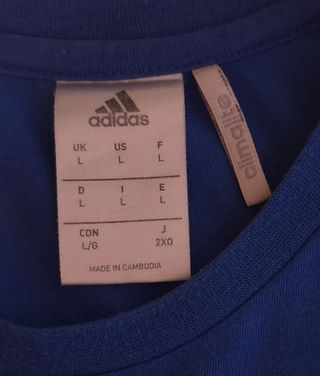 adidas
UK US F
L L L
D I E
L L L
CDN J
L/G 2XO
MADE IN CAMBODIA
climalite